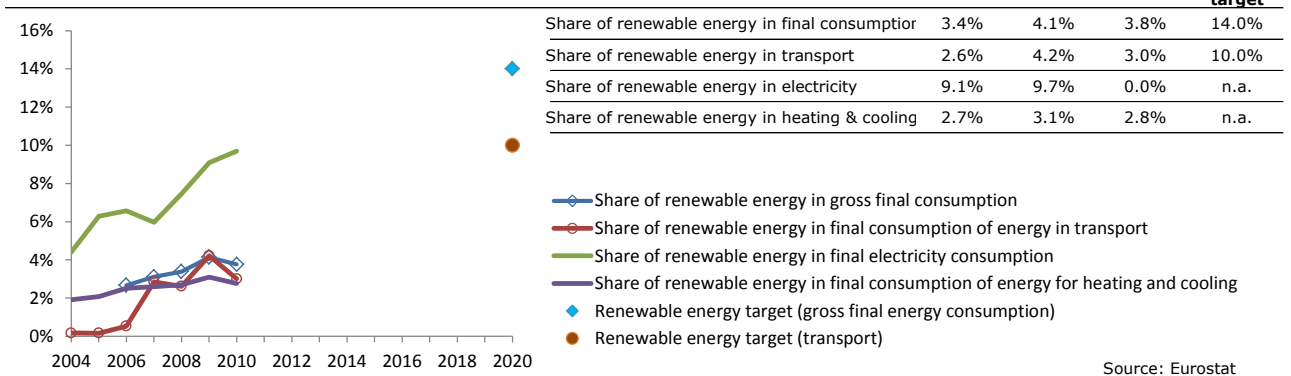 target
Share of renewable energy in final consumption 3.4% 4.1% 3.8% 14.0%
Share of renewable energy in transport 2.6% 4.2% 3.0% 10.0%
Share of renewable energy in electricity 9.1% 9.7% 0.0% n.a.
Share of renewable energy in heating & cooling 2.7% 3.1% 2.8% n.a.
16%
14%
12%
10%
8%
6%
4%
2%
0%
2004 2006 2008 2010 2012 2014 2016 2018 2020
Share of renewable energy in gross final consumption
Share of renewable energy in final consumption of energy in transport
Share of renewable energy in final electricity consumption
Share of renewable energy in final consumption of energy for heating and cooling
Renewable energy target (gross final energy consumption)
Renewable energy target (transport)
Source: Eurostat